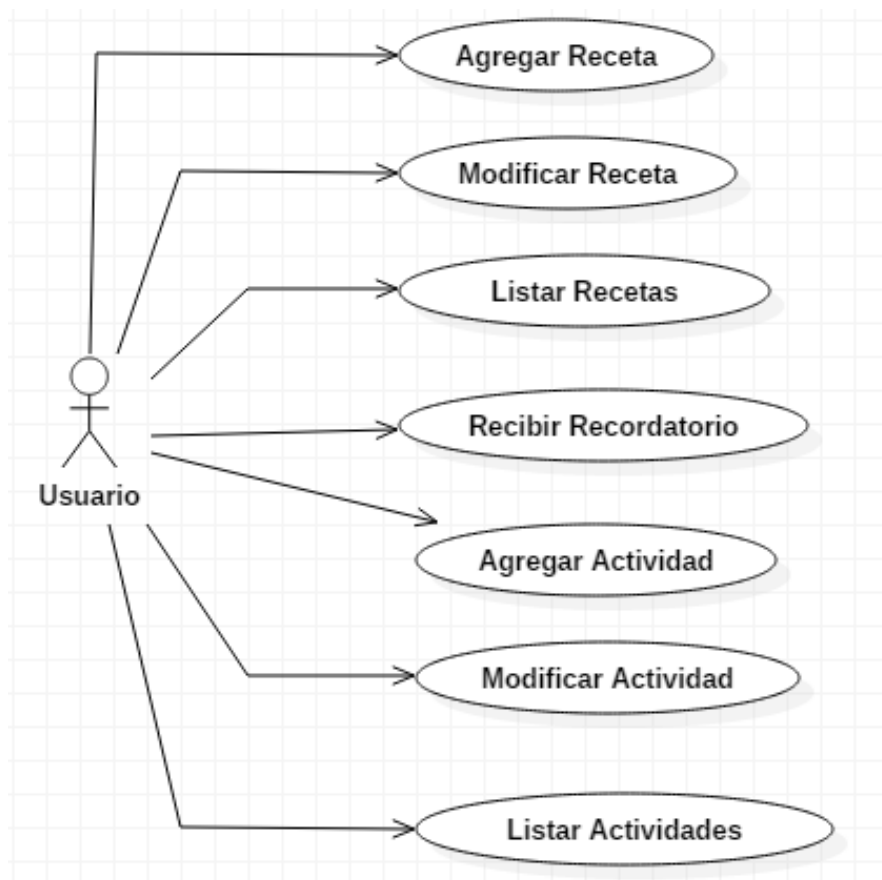 Agregar Receta
Modificar Receta
Listar Recetas
Recibir Recordatorio
Usuario
Agregar Actividad
Modificar Actividad
Listar Actividades